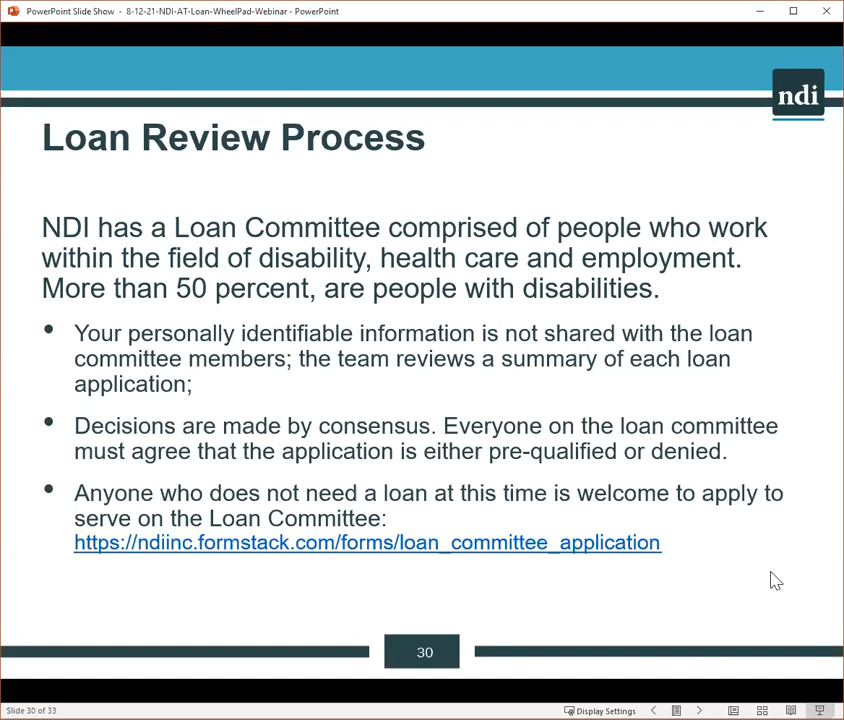 PowerPoint Slide Show - 8-12-21-NDI-AT-Loan-WheelPad-Webinar - PowerPoint
ndi
Loan Review Process
NDI has a Loan Committee comprised of people who work
within the field of disability, health care and employment.
More than 50 percent, are people with disabilities.
• Your personally identifiable information is not shared with the loan
committee members; the team reviews a summary of each loan
application;
• Decisions are made by consensus. Everyone on the loan committee
must agree that the application is either pre-qualified or denied.
• Anyone who does not need a loan at this time is welcome to apply to
serve on the Loan Committee:
https://ndiinc.formstack.com/forms/loan_committee_application
30
Slide 30 of 33
Display Settings